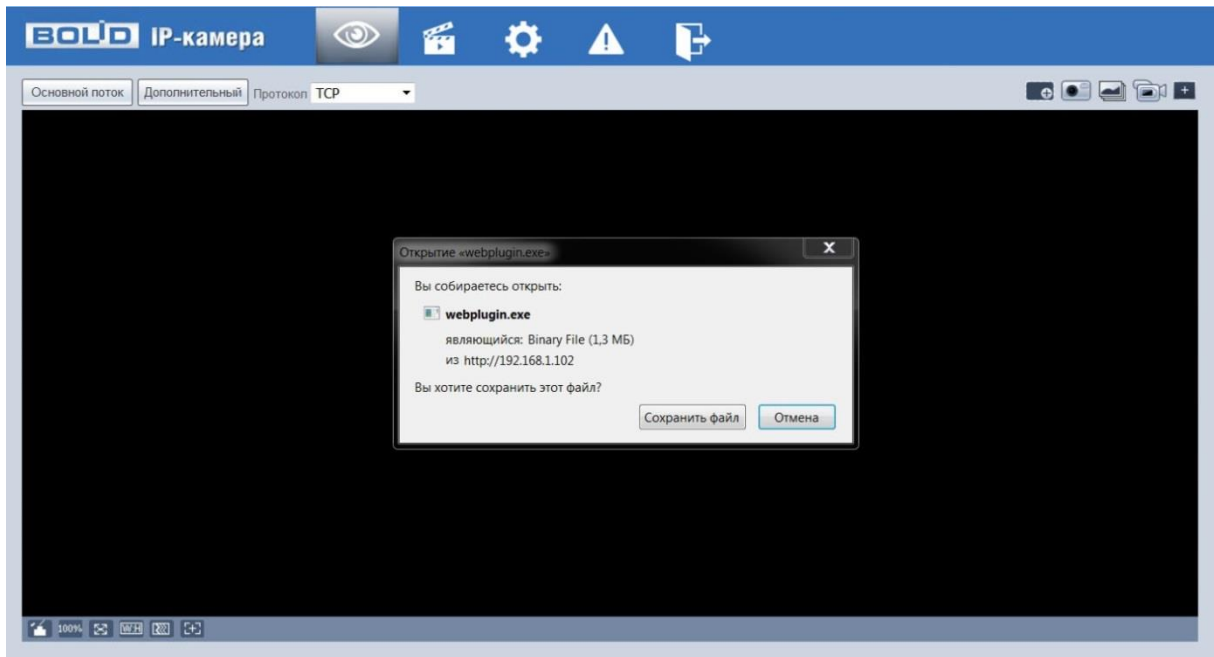 BOLID IP-камера
Основной поток Дополнительный Протокол TCP
Открытие «webplugin.exe»
Вы собираетесь открыть:
webplugin.exe
являющийся: Binary File (1,3 МБ)
из http://192.168.1.102
Вы хотите сохранить этот файл?
Сохранить файл Отмена
100% W:H